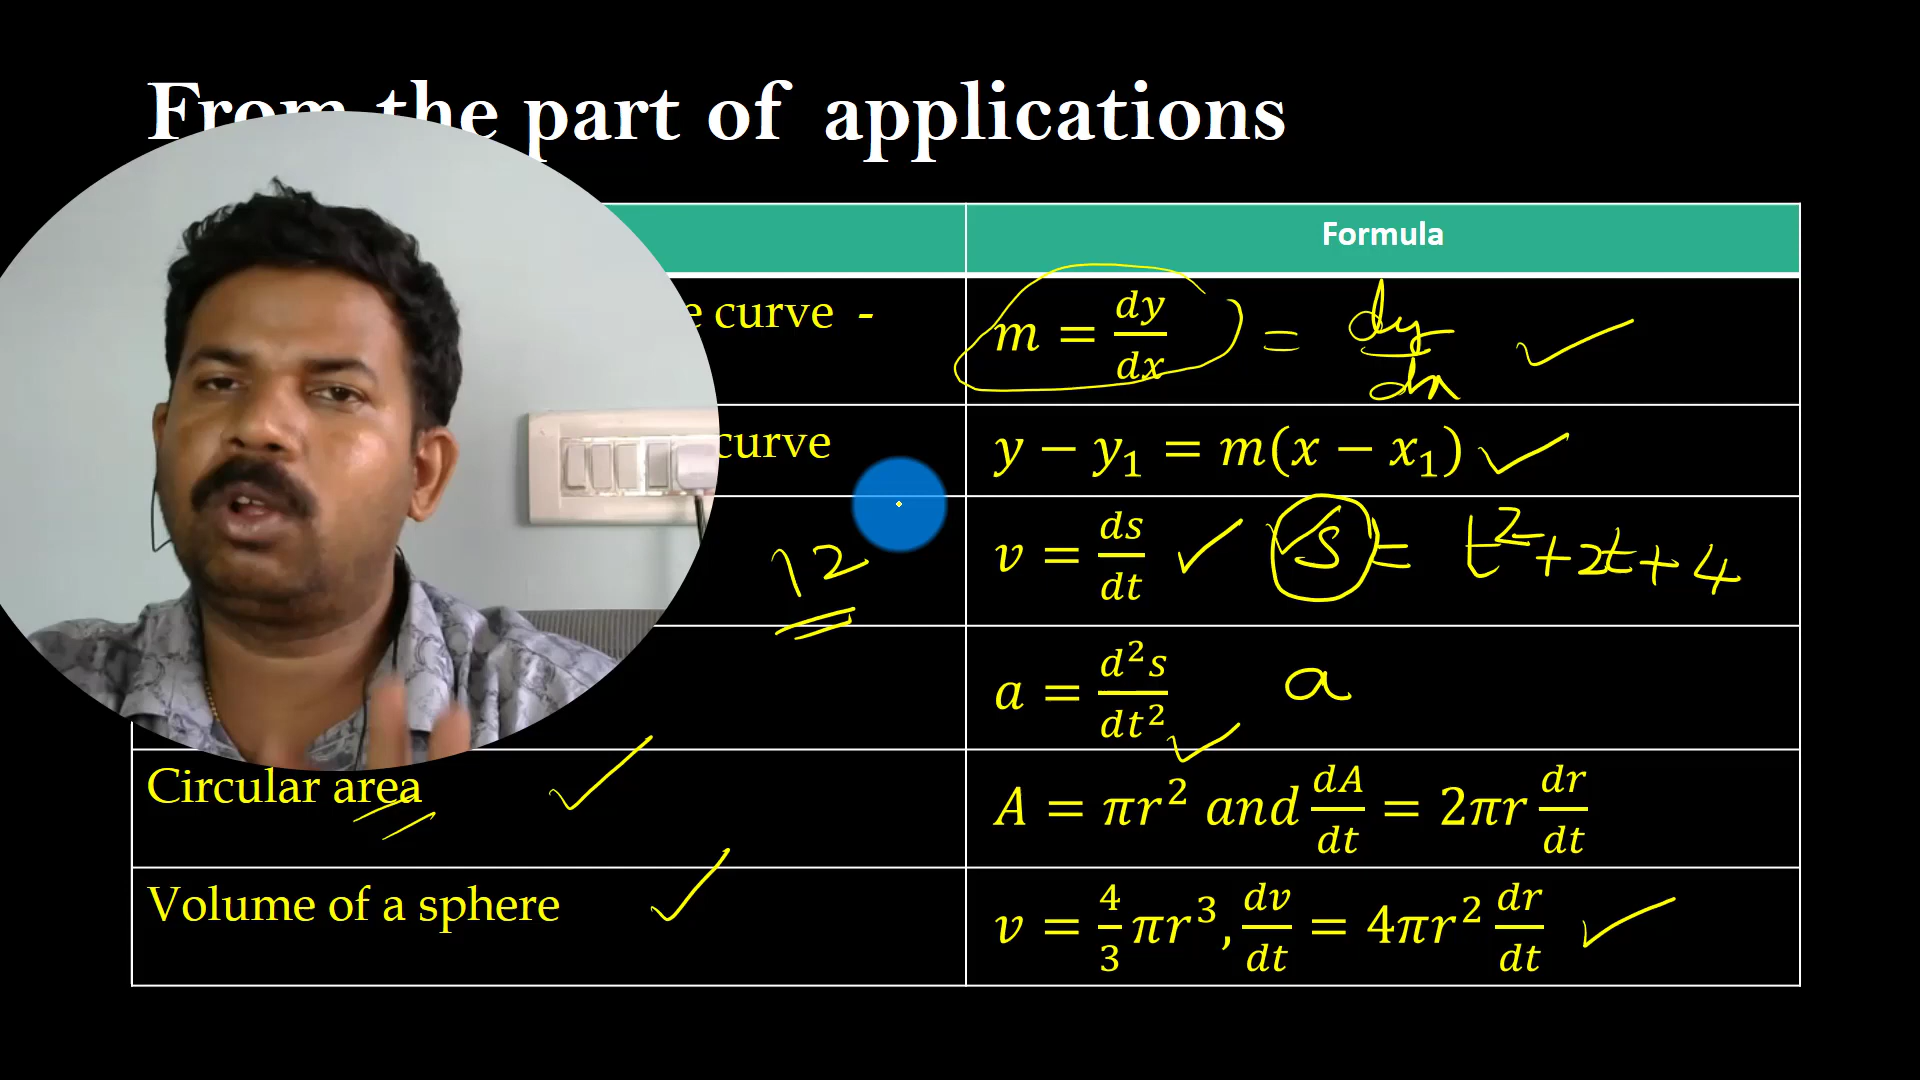 From the part of applications
Formula
curve -
m = dy/dx = dy/dx
curve
y − y₁ = m(x − x₁)
12
v = ds/dt
s = t² + 2t + 4
a = d²s/dt²
a
Circular area
A = πr² and dA/dt = 2πr dr/dt
Volume of a sphere
v = 4/3 πr³, dv/dt = 4πr² dr/dt